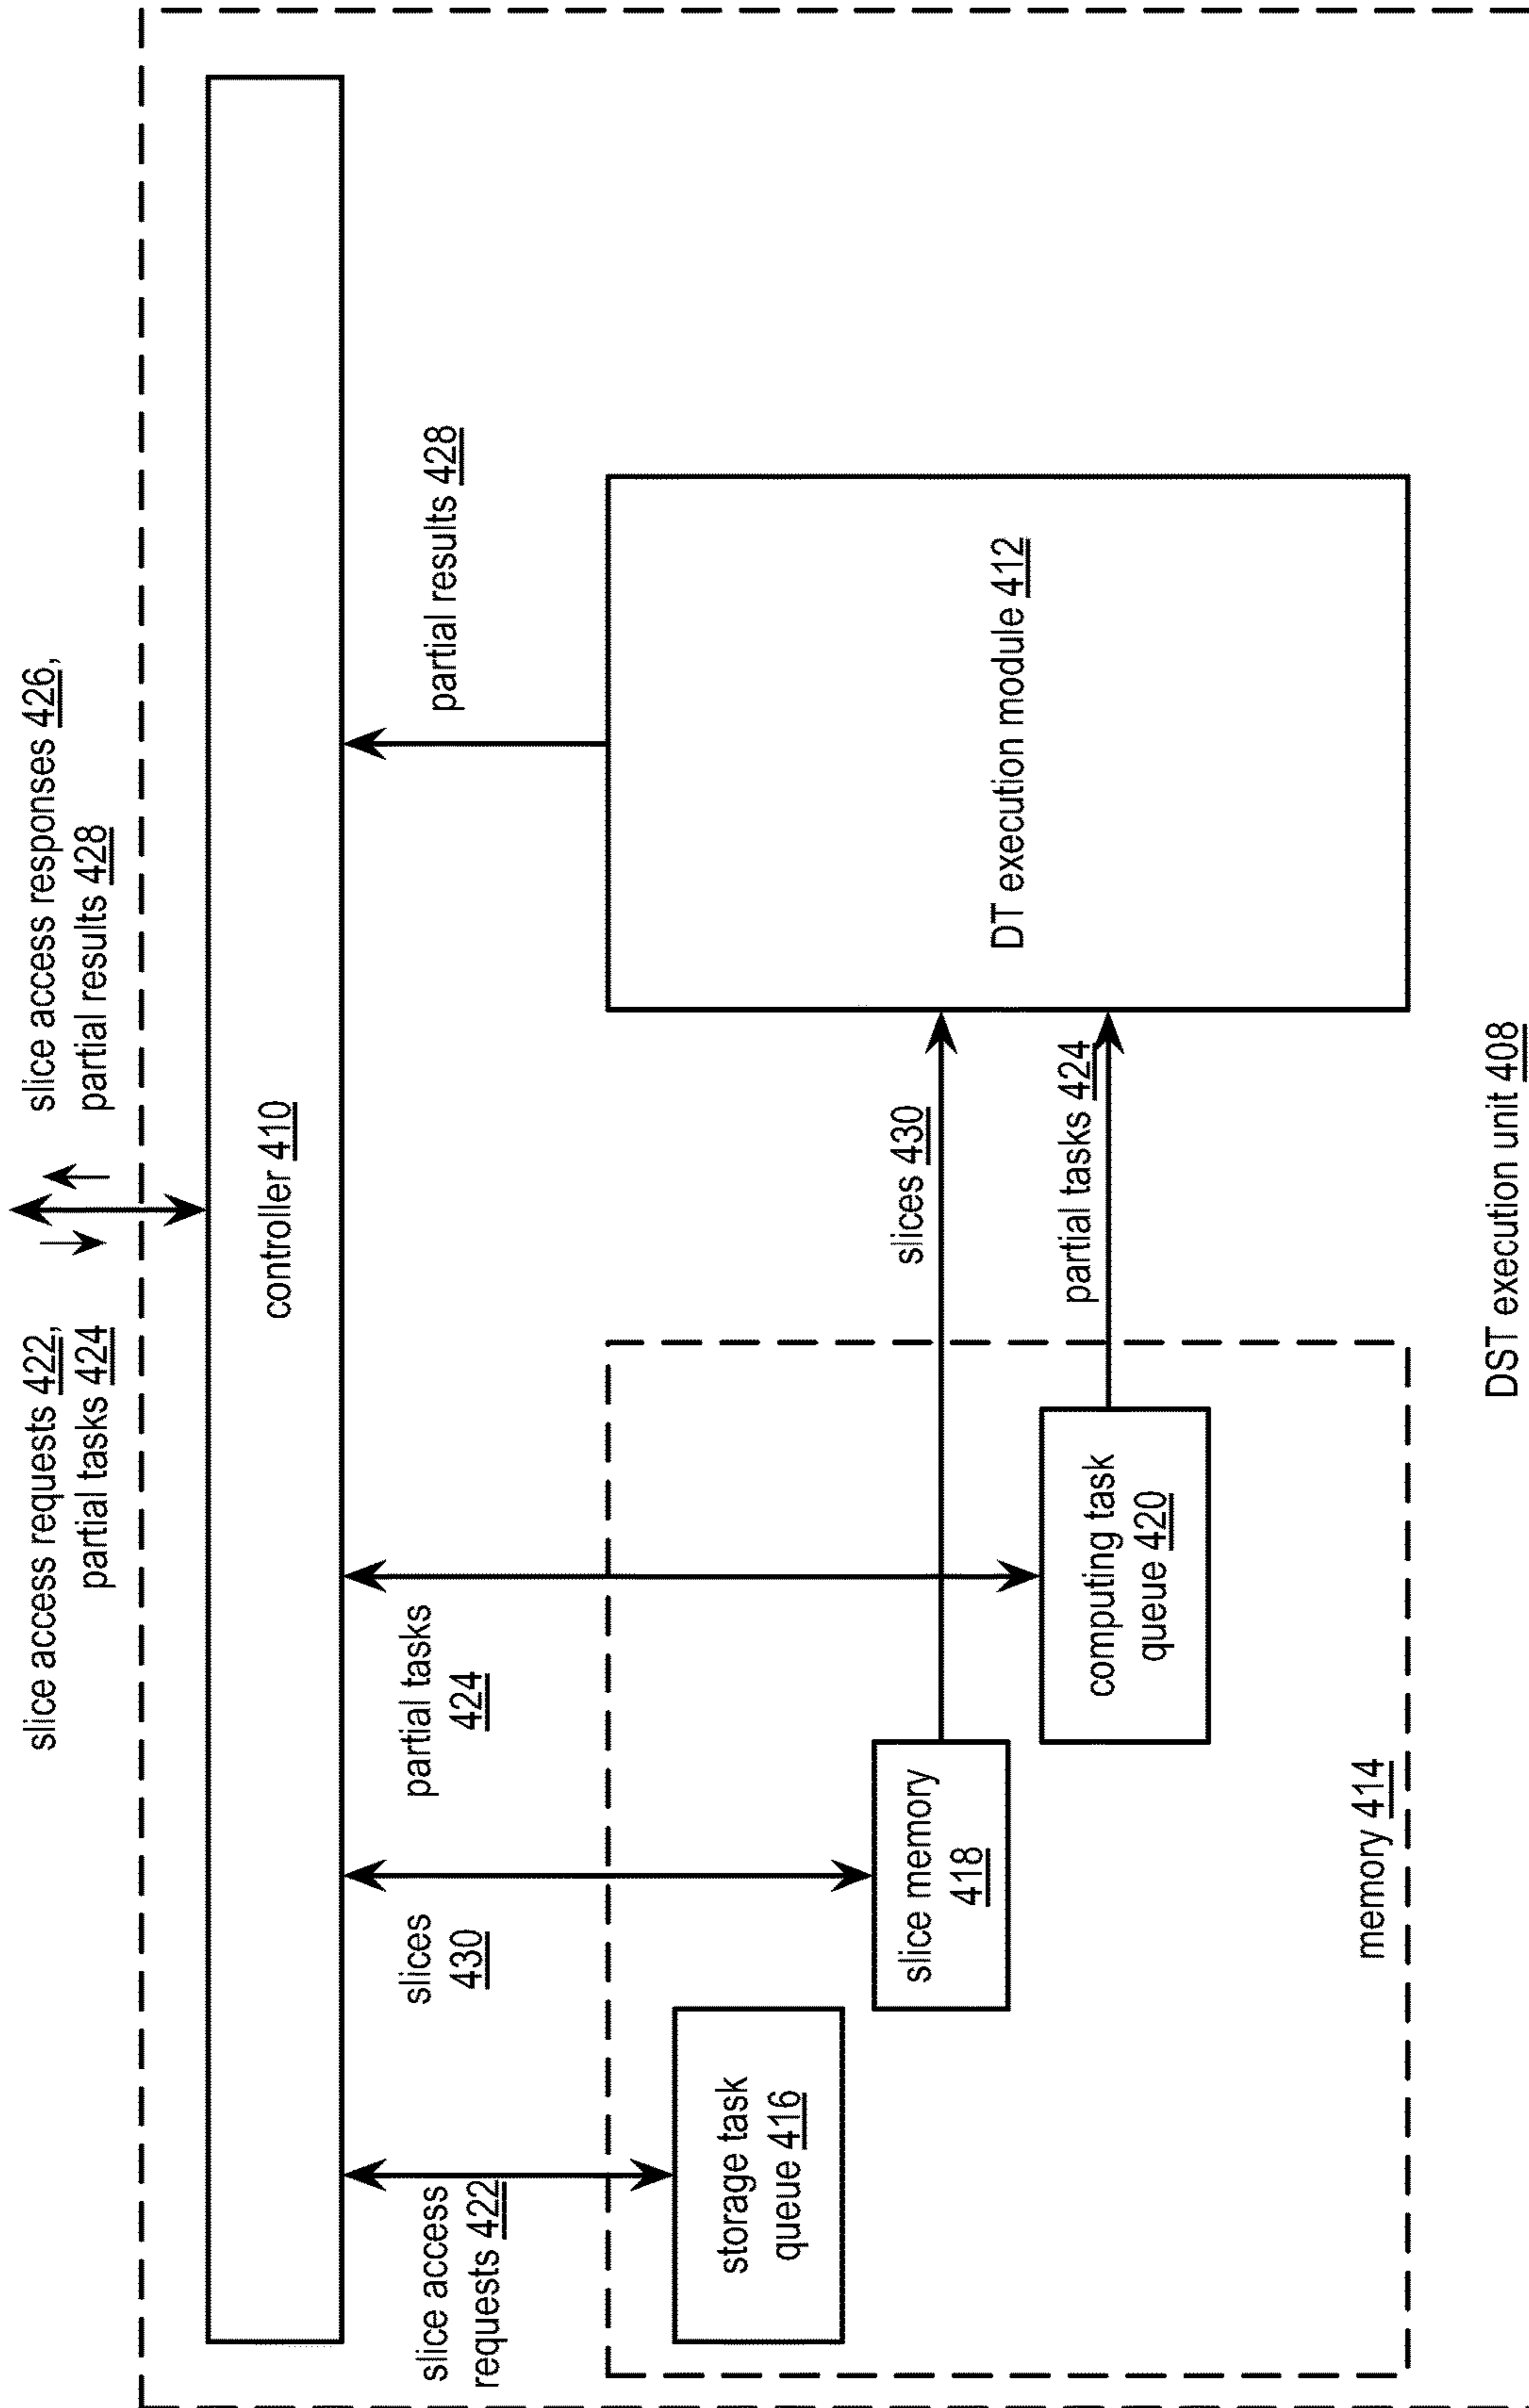 slice access requests 422,
partial tasks 424
slice access responses 426,
partial results 428
controller 410
slice access
requests 422
slices
430
partial tasks
424
partial results 428
storage task
queue 416
slice memory
418
computing task
queue 420
slices 430
partial tasks 424
DT execution module 412
memory 414
DST execution unit 408